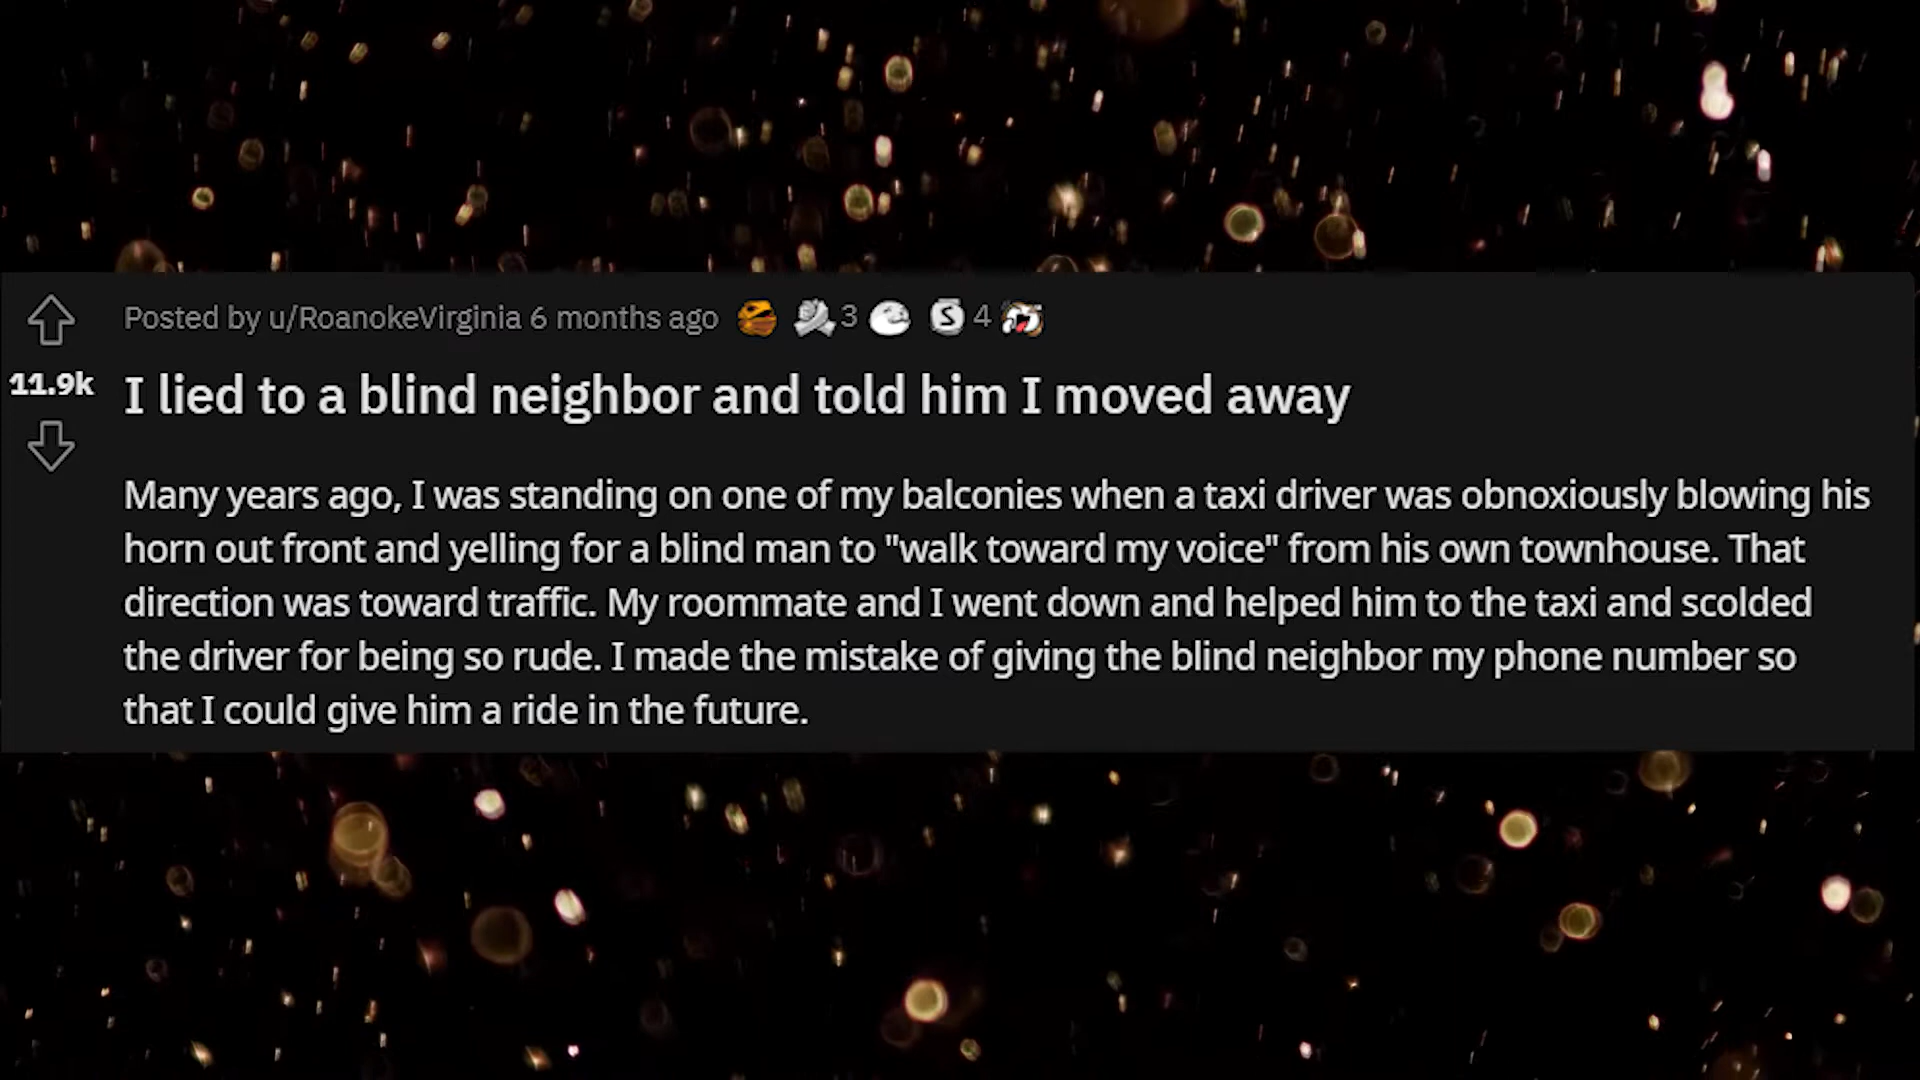 Posted by u/RoanokeVirginia 6 months ago 3 S 4
11.9k
I lied to a blind neighbor and told him I moved away
Many years ago, I was standing on one of my balconies when a taxi driver was obnoxiously blowing his
horn out front and yelling for a blind man to "walk toward my voice" from his own townhouse. That
direction was toward traffic. My roommate and I went down and helped him to the taxi and scolded
the driver for being so rude. I made the mistake of giving the blind neighbor my phone number so
that I could give him a ride in the future.